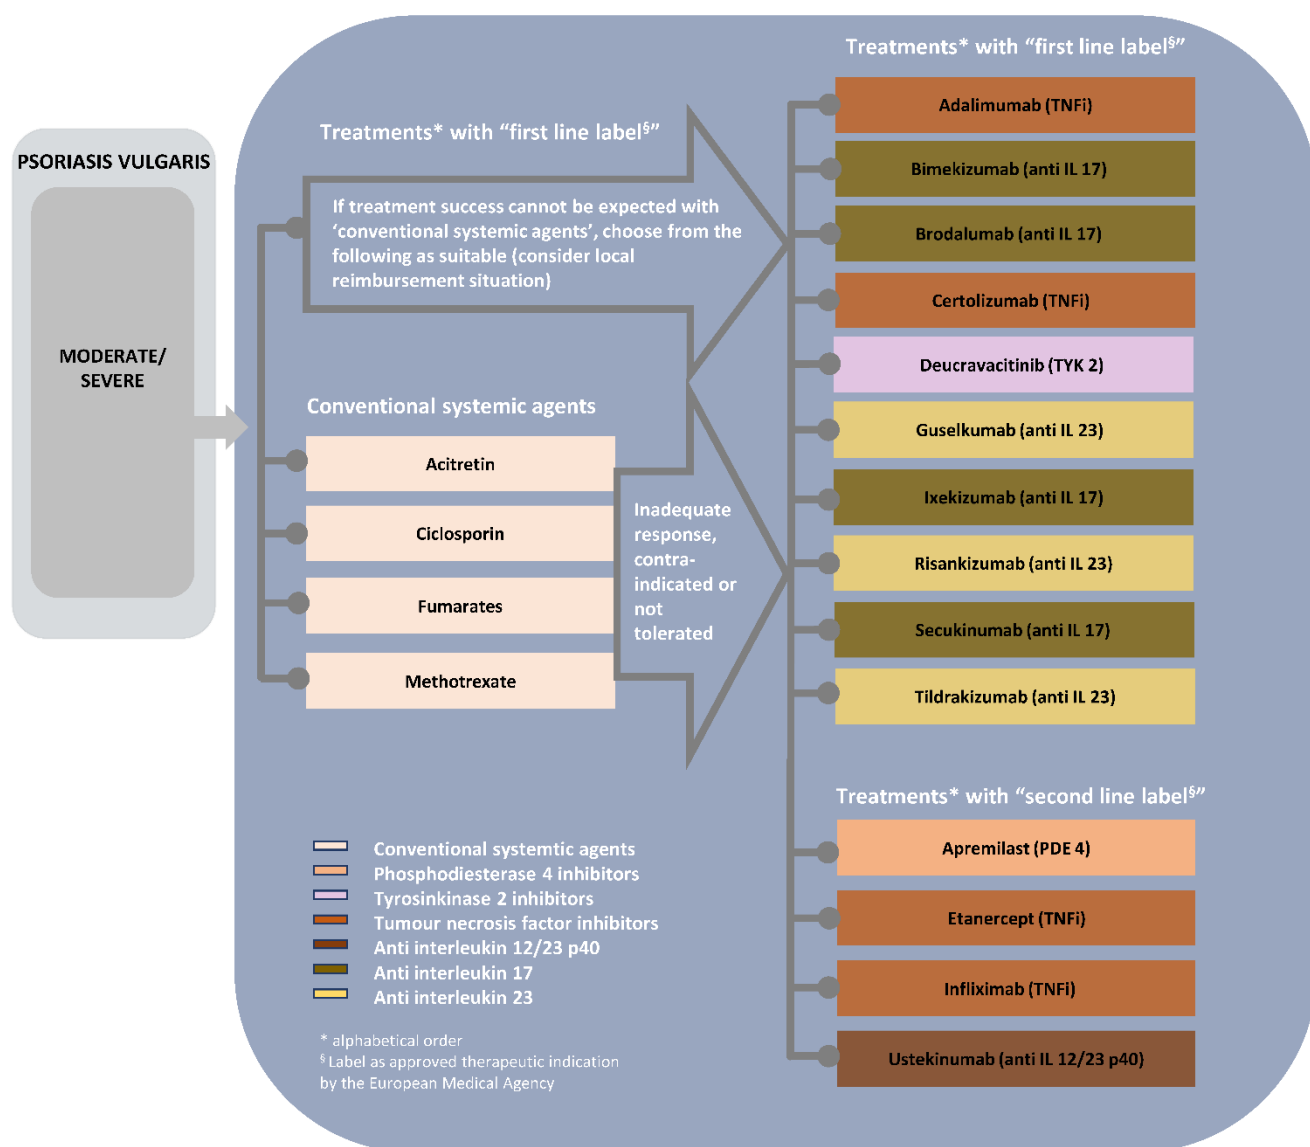 PSORIASIS VULGARIS
MODERATE/
SEVERE
Treatments* with “first line label§”
If treatment success cannot be expected with
‘conventional systemic agents’, choose from the
following as suitable (consider local
reimbursement situation)
Conventional systemic agents
Acitretin
Ciclosporin
Fumarates
Methotrexate
Inadequate
response,
contra-
indicated or
not
tolerated
Treatments* with “first line label§”
Adalimumab (TNFi)
Bimekizumab (anti IL 17)
Brodalumab (anti IL 17)
Certolizumab (TNFi)
Deucravacitinib (TYK 2)
Guselkumab (anti IL 23)
Ixekizumab (anti IL 17)
Risankizumab (anti IL 23)
Secukinumab (anti IL 17)
Tildrakizumab (anti IL 23)
Treatments* with “second line label§”
Apremilast (PDE 4)
Etanercept (TNFi)
Infliximab (TNFi)
Ustekinumab (anti IL 12/23 p40)
Conventional systemtic agents
Phosphodiesterase 4 inhibitors
Tyrosinkinase 2 inhibitors
Tumour necrosis factor inhibitors
Anti interleukin 12/23 p40
Anti interleukin 17
Anti interleukin 23
* alphabetical order
§ Label as approved therapeutic indication
by the European Medical Agency